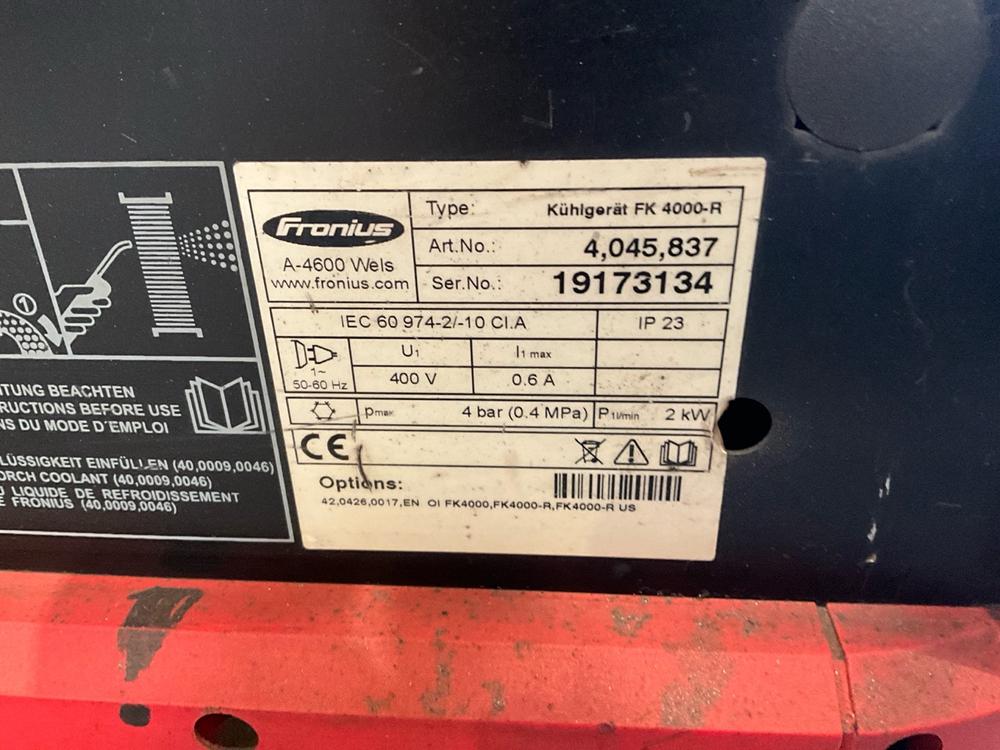 Fronius
A-4600 Wels
www.fronius.com
Type: Kühlgerät FK 4000-R
Art.No.: 4,045,837
Ser.No.: 19173134
IEC 60 974-2/-10 Cl.A IP 23
1~
50-60 Hz
U1 I1 max
400 V 0.6 A
pmax 4 bar (0.4 MPa) P1l/min 2 kW
CE
Options:
42,0426,0017,EN OI FK4000,FK4000-R,FK4000-R US
1
TUNG BEACHTEN
RUCTIONS BEFORE USE
NS DU MODE D´EMPLOI
LÜSSIGKEIT EINFÜLLEN (40,0009,0046)
ORCH COOLANT (40,0009,0046)
U LIQUIDE DE REFROIDISSEMENT
E FRONIUS (40,0009,0046)